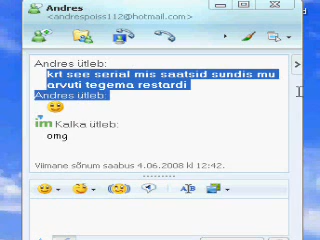 Andres
<andrespoiss112@hotmail.com>
Andres ütleb:
krt see serial mis saatsid sundis mu
arvuti tegema restardi
Andres ütleb:
im Kalka ütleb:
omg
Viimane sõnum saabus 4.06.2008 kl 12:42.